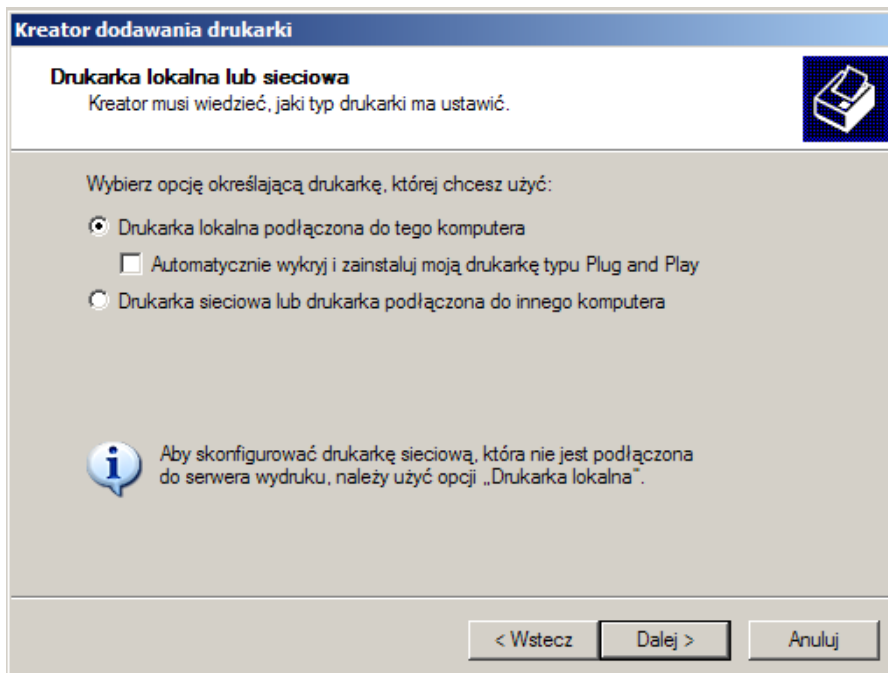 Kreator dodawania drukarki
Drukarka lokalna lub sieciowa
Kreator musi wiedzieć, jaki typ drukarki ma ustawić.
Wybierz opcję określającą drukarkę, której chcesz użyć:
Drukarka lokalna podłączona do tego komputera
Automatycznie wykryj i zainstaluj moją drukarkę typu Plug and Play
Drukarka sieciowa lub drukarka podłączona do innego komputera
Aby skonfigurować drukarkę sieciową, która nie jest podłączona
do serwera wydruku, należy użyć opcji „Drukarka lokalna”.
< Wstecz Dalej > Anuluj